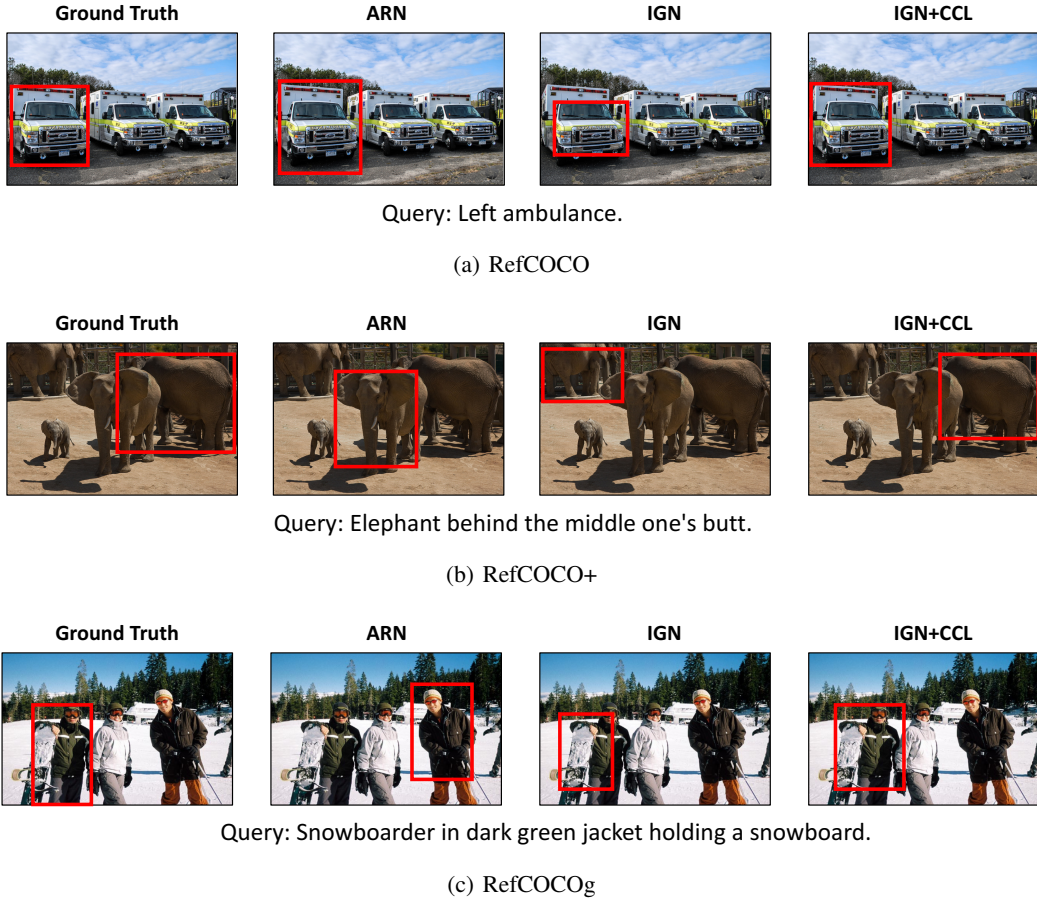 Ground Truth ARN IGN IGN+CCL
Query: Left ambulance.
(a) RefCOCO
Ground Truth ARN IGN IGN+CCL
Query: Elephant behind the middle one's butt.
(b) RefCOCO+
Ground Truth ARN IGN IGN+CCL
Query: Snowboarder in dark green jacket holding a snowboard.
(c) RefCOCOg